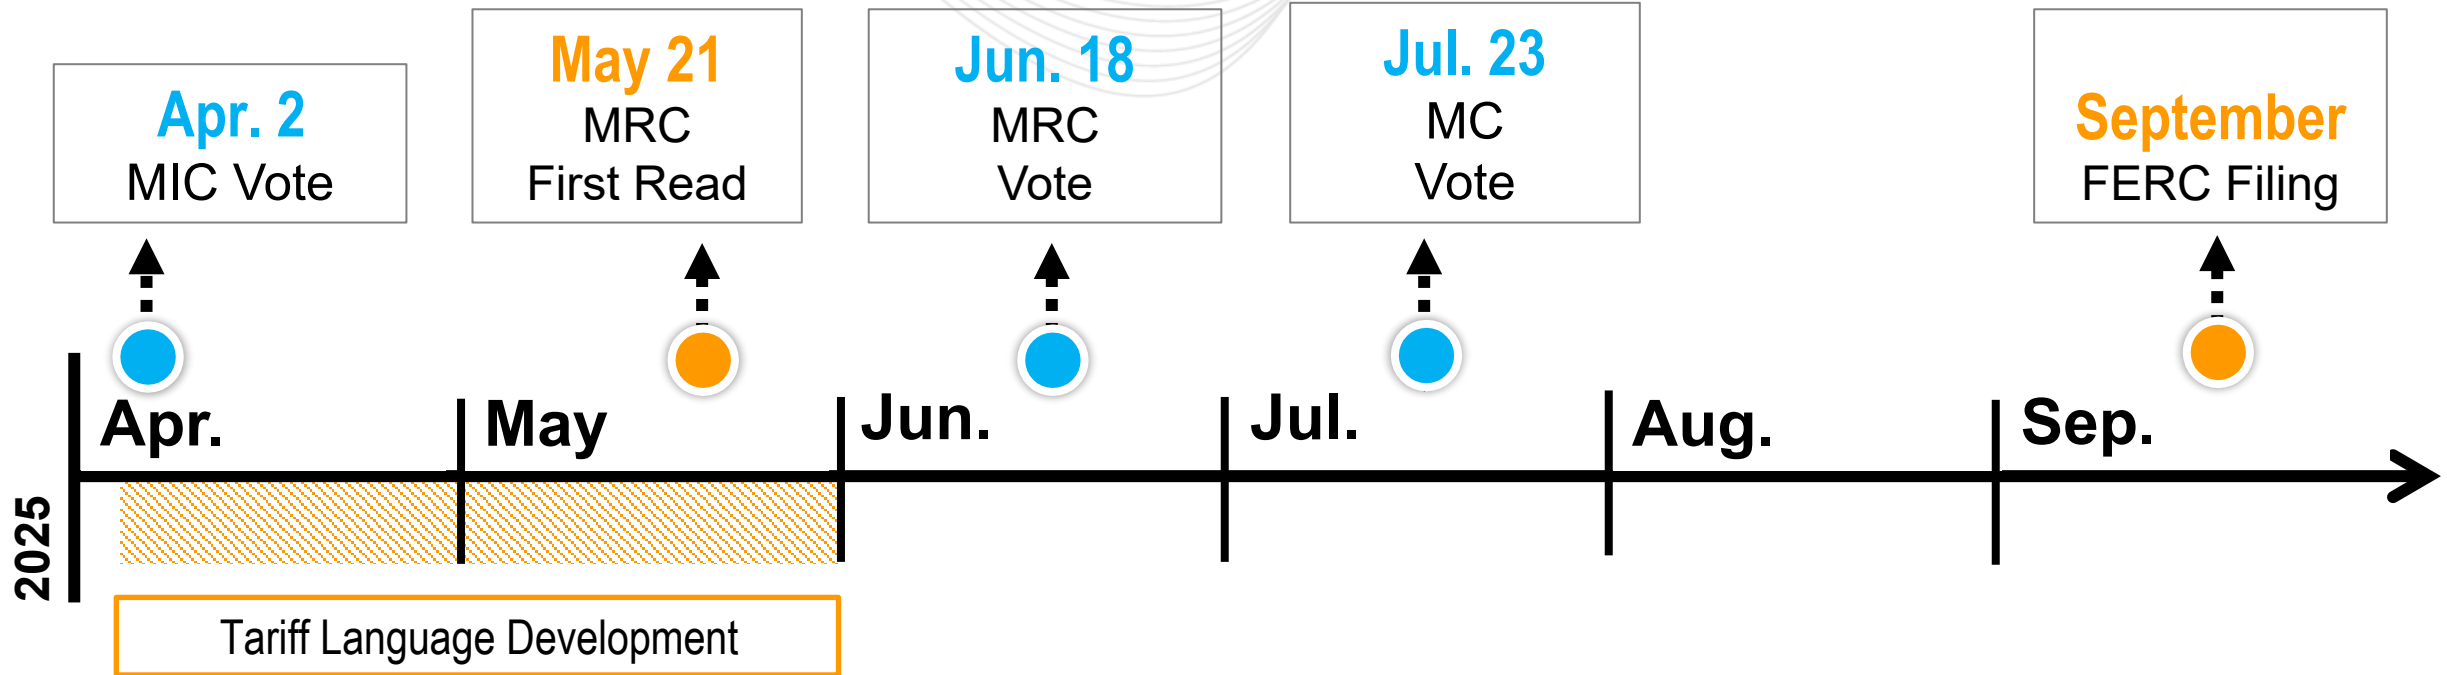 Apr. 2
MIC Vote
May 21
MRC
First Read
Jun. 18
MRC
Vote
Jul. 23
MC
Vote
September
FERC Filing
Apr.
May
Jun.
Jul.
Aug.
Sep.
2025
Tariff Language Development